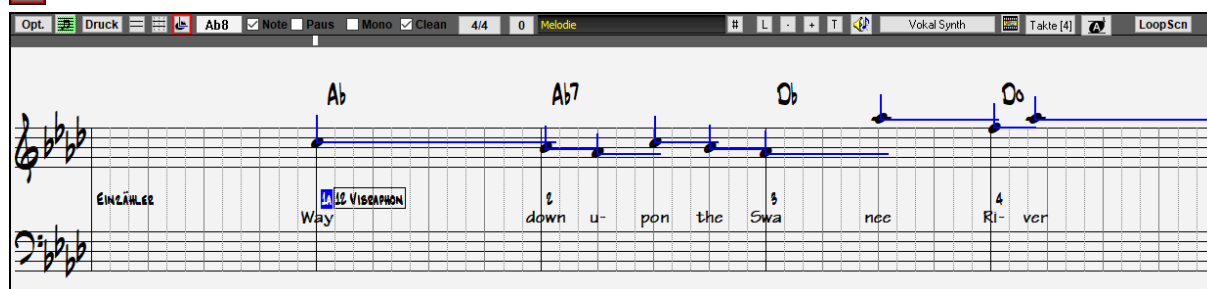 Opt. Druck Ab8 Note Paus Mono Clean 4/4 0 Melodie # L - + T Vokal Synth Takte [4] A LoopScn
Ab Ab7 Db Do
Einzähler 1A 12 Vibraphon 2 3 4
Way down u- pon the Swa nee Ri- ver